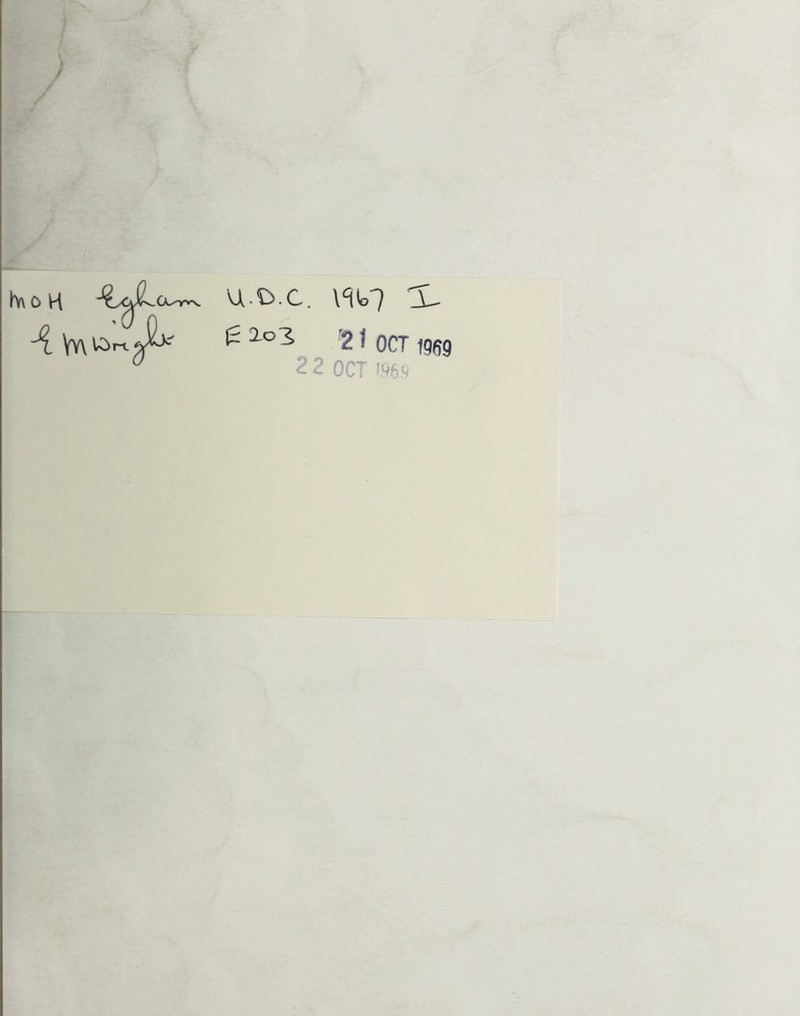 MOH Egham U.D.C. 1967 I
E M Wright E203 21 OCT 1969
22 OCT 1969